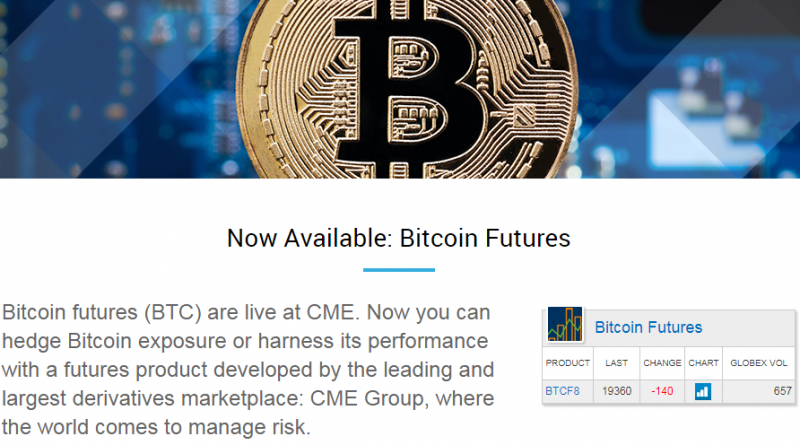 Now Available: Bitcoin Futures
Bitcoin futures (BTC) are live at CME. Now you can
hedge Bitcoin exposure or harness its performance
with a futures product developed by the leading and
largest derivatives marketplace: CME Group, where
the world comes to manage risk.
Bitcoin Futures
PRODUCT LAST CHANGE CHART GLOBEX VOL
BTCF8 19360 -140 657